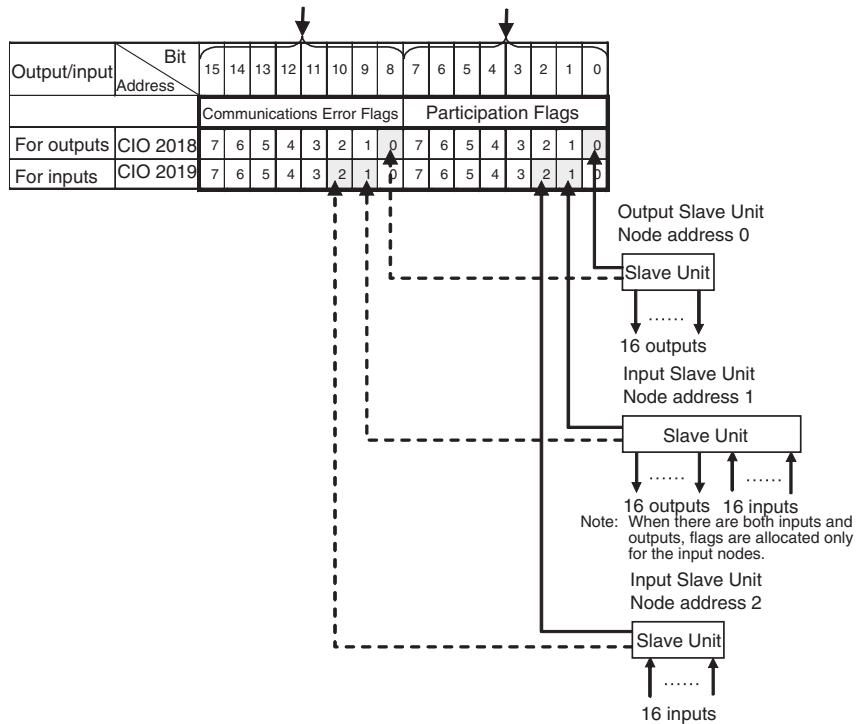 Output/input Bit Address 15 14 13 12 11 10 9 8 7 6 5 4 3 2 1 0
Communications Error Flags Participation Flags
For outputs CIO 2018 7 6 5 4 3 2 1 0 7 6 5 4 3 2 1 0
For inputs CIO 2019 7 6 5 4 3 2 1 0 7 6 5 4 3 2 1 0
Output Slave Unit
Node address 0
Slave Unit
......
16 outputs
Input Slave Unit
Node address 1
Slave Unit
...... ......
16 outputs 16 inputs
Note: When there are both inputs and
outputs, flags are allocated only
for the input nodes.
Input Slave Unit
Node address 2
Slave Unit
......
16 inputs